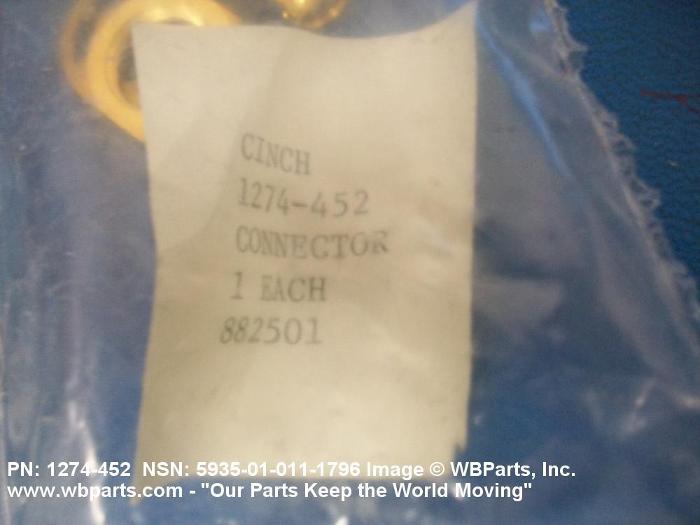 CINCH
1274-452
CONNECTOR
1 EACH
882501
PN: 1274-452 NSN: 5935-01-011-1796 Image © WBParts, Inc.
www.wbparts.com - "Our Parts Keep the World Moving"